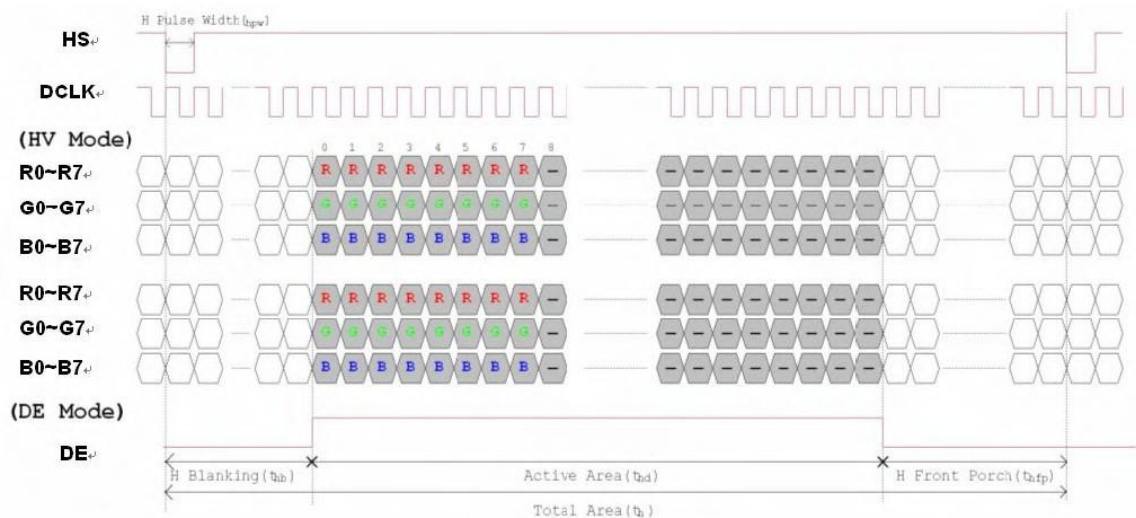 H Pulse Width(thpw)
HS
DCLK
(HV Mode)
0 1 2 3 4 5 6 7 8
R0~R7 R R R R R R R R – – – – – – – – –
G0~G7 G G G G G G G G – – – – – – – – –
B0~B7 B B B B B B B B – – – – – – – – –
R0~R7 R R R R R R R R – – – – – – – – –
G0~G7 G G G G G G G G – – – – – – – – –
B0~B7 B B B B B B B B – – – – – – – – –
(DE Mode)
DE
H Blanking(thb) Active Area(thd) H Front Porch(thfp)
Total Area(th)